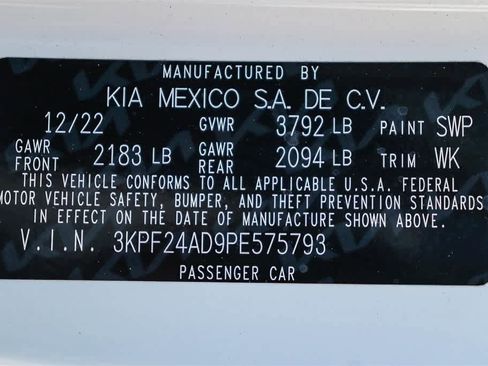 MANUFACTURED BY
KIA MEXICO S.A. DE C.V.
12/22 GVWR 3792 LB PAINT SWP
GAWR FRONT 2183 LB GAWR REAR 2094 LB TRIM WK
THIS VEHICLE CONFORMS TO ALL APPLICABLE U.S.A. FEDERAL
MOTOR VEHICLE SAFETY, BUMPER, AND THEFT PREVENTION STANDARDS
IN EFFECT ON THE DATE OF MANUFACTURE SHOWN ABOVE.
V.I.N. 3KPF24AD9PE575793
PASSENGER CAR